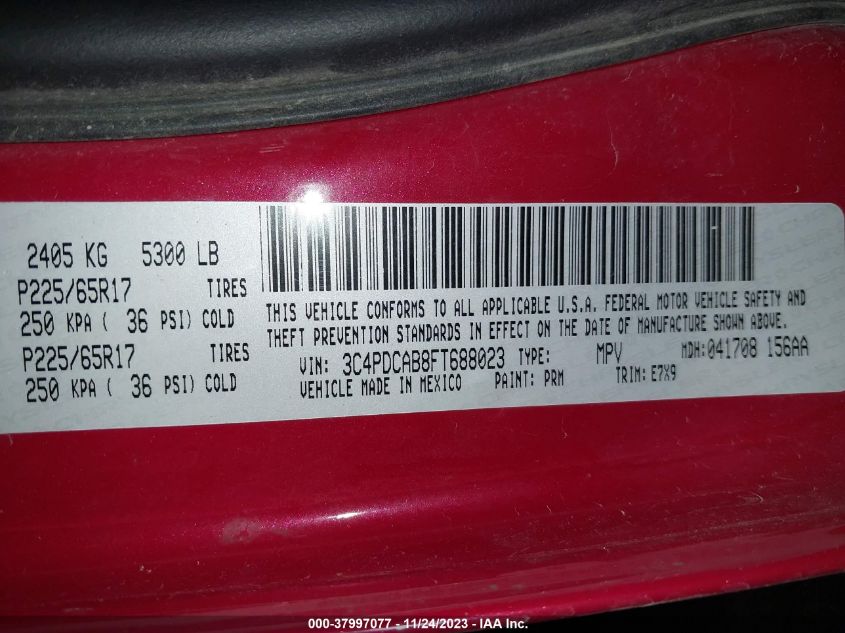 2405 KG 5300 LB
P225/65R17 TIRES
250 KPA ( 36 PSI) COLD
P225/65R17 TIRES
250 KPA ( 36 PSI) COLD
THIS VEHICLE CONFORMS TO ALL APPLICABLE U.S.A. FEDERAL MOTOR VEHICLE SAFETY AND
THEFT PREVENTION STANDARDS IN EFFECT ON THE DATE OF MANUFACTURE SHOWN ABOVE.
VIN: 3C4PDCAB8FT688023 TYPE: MPV MDH:041708 156AA
VEHICLE MADE IN MEXICO PAINT: PRM TRIM: E7X9
000-37997077 - 11/24/2023 - IAA Inc.